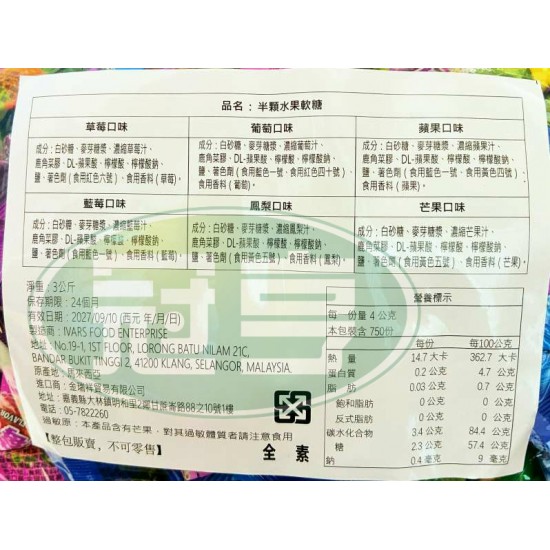 品名：半顆水果軟糖
草莓口味
成分：白砂糖、麥芽糖漿、濃縮草莓汁、
鹿角菜膠、DL-蘋果酸、檸檬酸、檸檬酸鈉、
鹽、著色劑(食用紅色六號)、食用香料(草莓)。
葡萄口味
成分：白砂糖、麥芽糖漿、濃縮葡萄汁、
鹿角菜膠、DL-蘋果酸、檸檬酸、檸檬酸鈉、
鹽、著色劑(食用藍色一號、食用紅色四十號)、
食用香料(葡萄)。
蘋果口味
成分：白砂糖、麥芽糖漿、濃縮蘋果汁、
鹿角菜膠、DL-蘋果酸、檸檬酸、檸檬酸鈉、
鹽、著色劑(食用藍色一號、食用黃色四號)、
食用香料(蘋果)。
藍莓口味
成分：白砂糖、麥芽糖漿、濃縮藍莓汁、
鹿角菜膠、DL-蘋果酸、檸檬酸、檸檬酸鈉、
鹽、著色劑(食用藍色一號)、食用香料(藍莓)。
鳳梨口味
成分：白砂糖、麥芽糖漿、濃縮鳳梨汁、
鹿角菜膠、DL-蘋果酸、檸檬酸、檸檬酸鈉、
鹽、著色劑(食用黃色五號)、食用香料(鳳梨)。
芒果口味
成分：白砂糖、麥芽糖漿、濃縮芒果汁、
鹿角菜膠、DL-蘋果酸、檸檬酸、檸檬酸鈉、
鹽、著色劑(食用黃色五號)、食用香料(芒果)。
淨重：3公斤
保存期限：24個月
有效日期：2027/09/10 (西元 年/月/日)
製造商：IVARS FOOD ENTERPRISE
地址：No.19-1, 1ST FLOOR, LORONG BATU NILAM 21C,
BANDAR BUKIT TINGGI 2, 41200 KLANG, SELANGOR, MALAYSIA.
原產地：馬來西亞
進口商：金瑞祥貿易有限公司
地址：嘉義縣大林鎮明和里2鄰甘蔗崙路88之210號1樓
電話：05-7822260
過敏原：本產品含有芒果，對其過敏體質者請注意食用
【整包販賣，不可零售】
全素
營養標示
每一份量 4 公克
本包裝含 750份
每份 每100公克
熱量 14.7 大卡 362.7 大卡
蛋白質 0.2 公克 4.7 公克
脂肪 0.03 公克 0.7 公克
飽和脂肪 0 公克 0 公克
反式脂肪 0 公克 0 公克
碳水化合物 3.4 公克 84.4 公克
糖 2.3 公克 57.4 公克
鈉 0.4 毫克 9 毫克